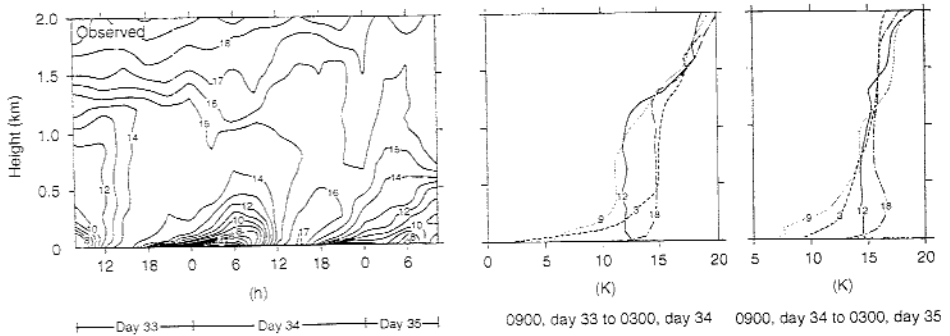 Observed
2.0
1.5
1.0
0.5
0
Height (km)
18
17
16
15
14
12
10
14
12
10
16
17
15
14
12
10
12 18 0 6 12 18 0 6
(h)
Day 33 Day 34 Day 35
9 12 3 18
0 5 10 15 20
(K)
0900, day 33 to 0300, day 34
9 3 12 18
5 10 15 20
(K)
0900, day 34 to 0300, day 35